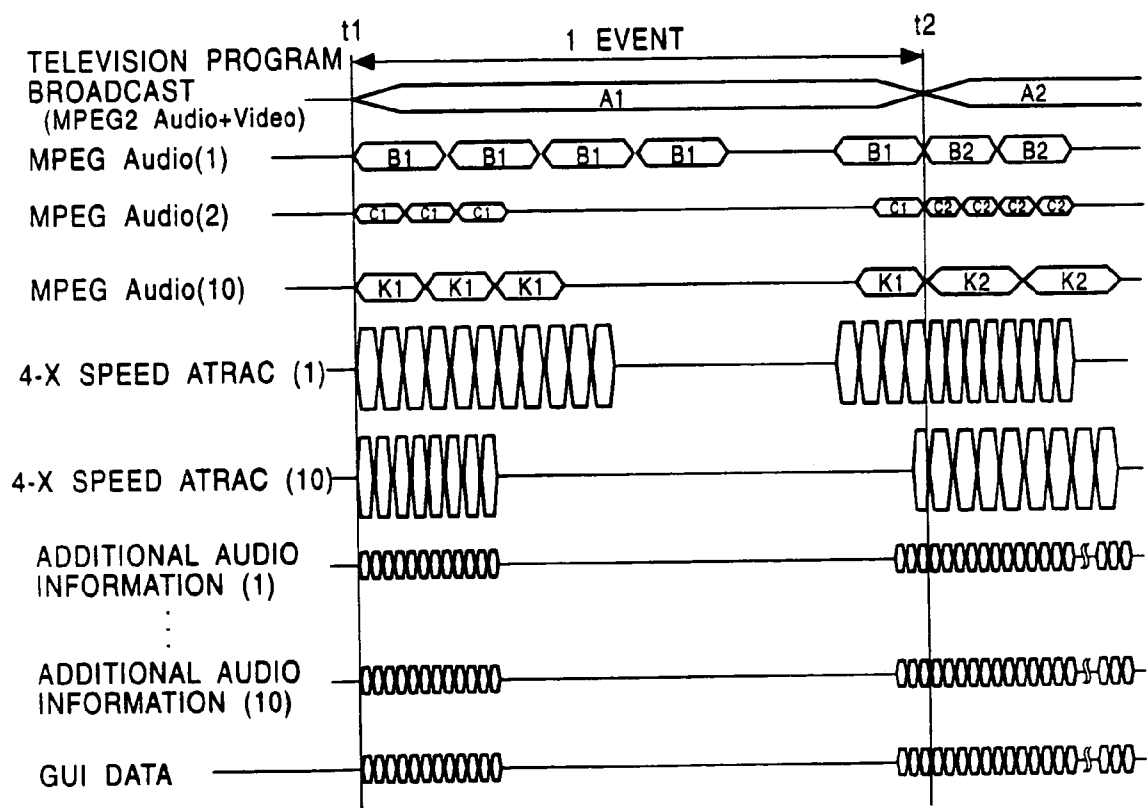 t1 t2
1 EVENT
TELEVISION PROGRAM
BROADCAST
(MPEG2 Audio+Video)
A1 A2
MPEG Audio(1)
B1 B1 B1 B1 B1 B2 B2
MPEG Audio(2)
C1 C1 C1 C1 C2 C2 C2 C2
MPEG Audio(10)
K1 K1 K1 K1 K2 K2
4-X SPEED ATRAC (1)
4-X SPEED ATRAC (10)
ADDITIONAL AUDIO
INFORMATION (1)
ADDITIONAL AUDIO
INFORMATION (10)
GUI DATA